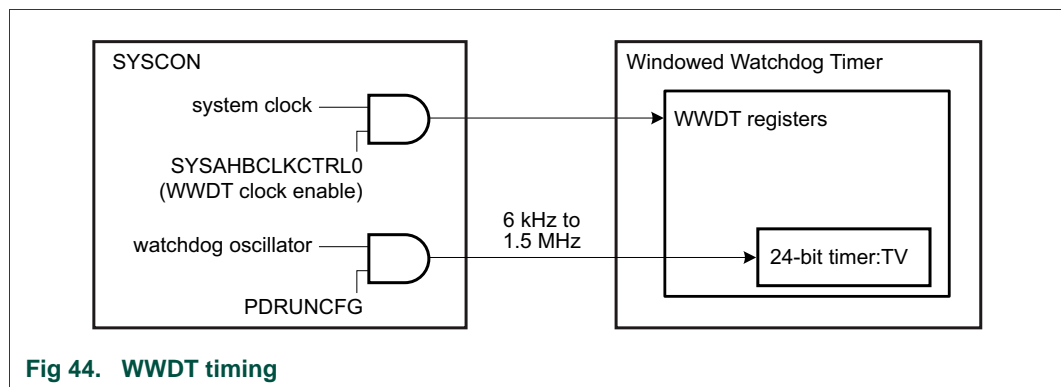 SYSCON
system clock
SYSAHBCLKCTRL0
(WWDT clock enable)
watchdog oscillator
PDRUNCFG
6 kHz to
1.5 MHz
Windowed Watchdog Timer
WWDT registers
24-bit timer:TV
Fig 44. WWDT timing